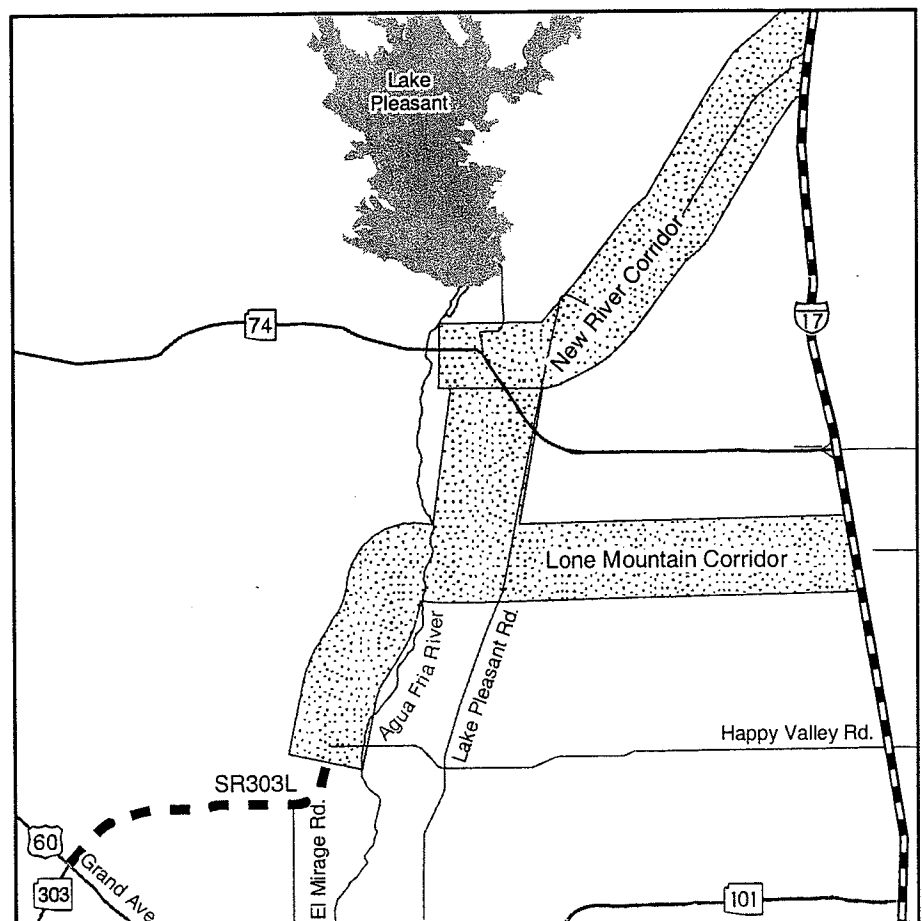 Lake
Pleasant
74
New River Corridor
17
Lone Mountain Corridor
Agua Fria River
Lake Pleasant Rd.
Happy Valley Rd.
SR303L
El Mirage Rd.
60
Grand Ave
303
101